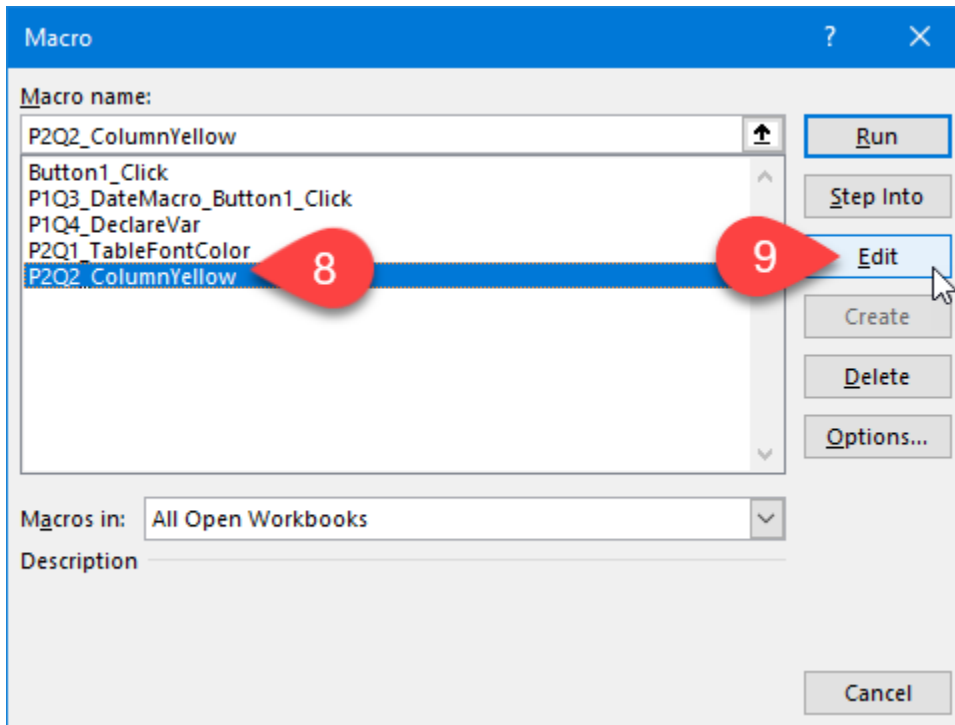 Macro ? ×
Macro name:
P2Q2_ColumnYellow
Run
Button1_Click
P1Q3_DateMacro_Button1_Click
Step Into
P1Q4_DeclareVar
P2Q1_TableFontColor
9 Edit
P2Q2_ColumnYellow 8
Create
Delete
Options...
Macros in: All Open Workbooks
Description
Cancel